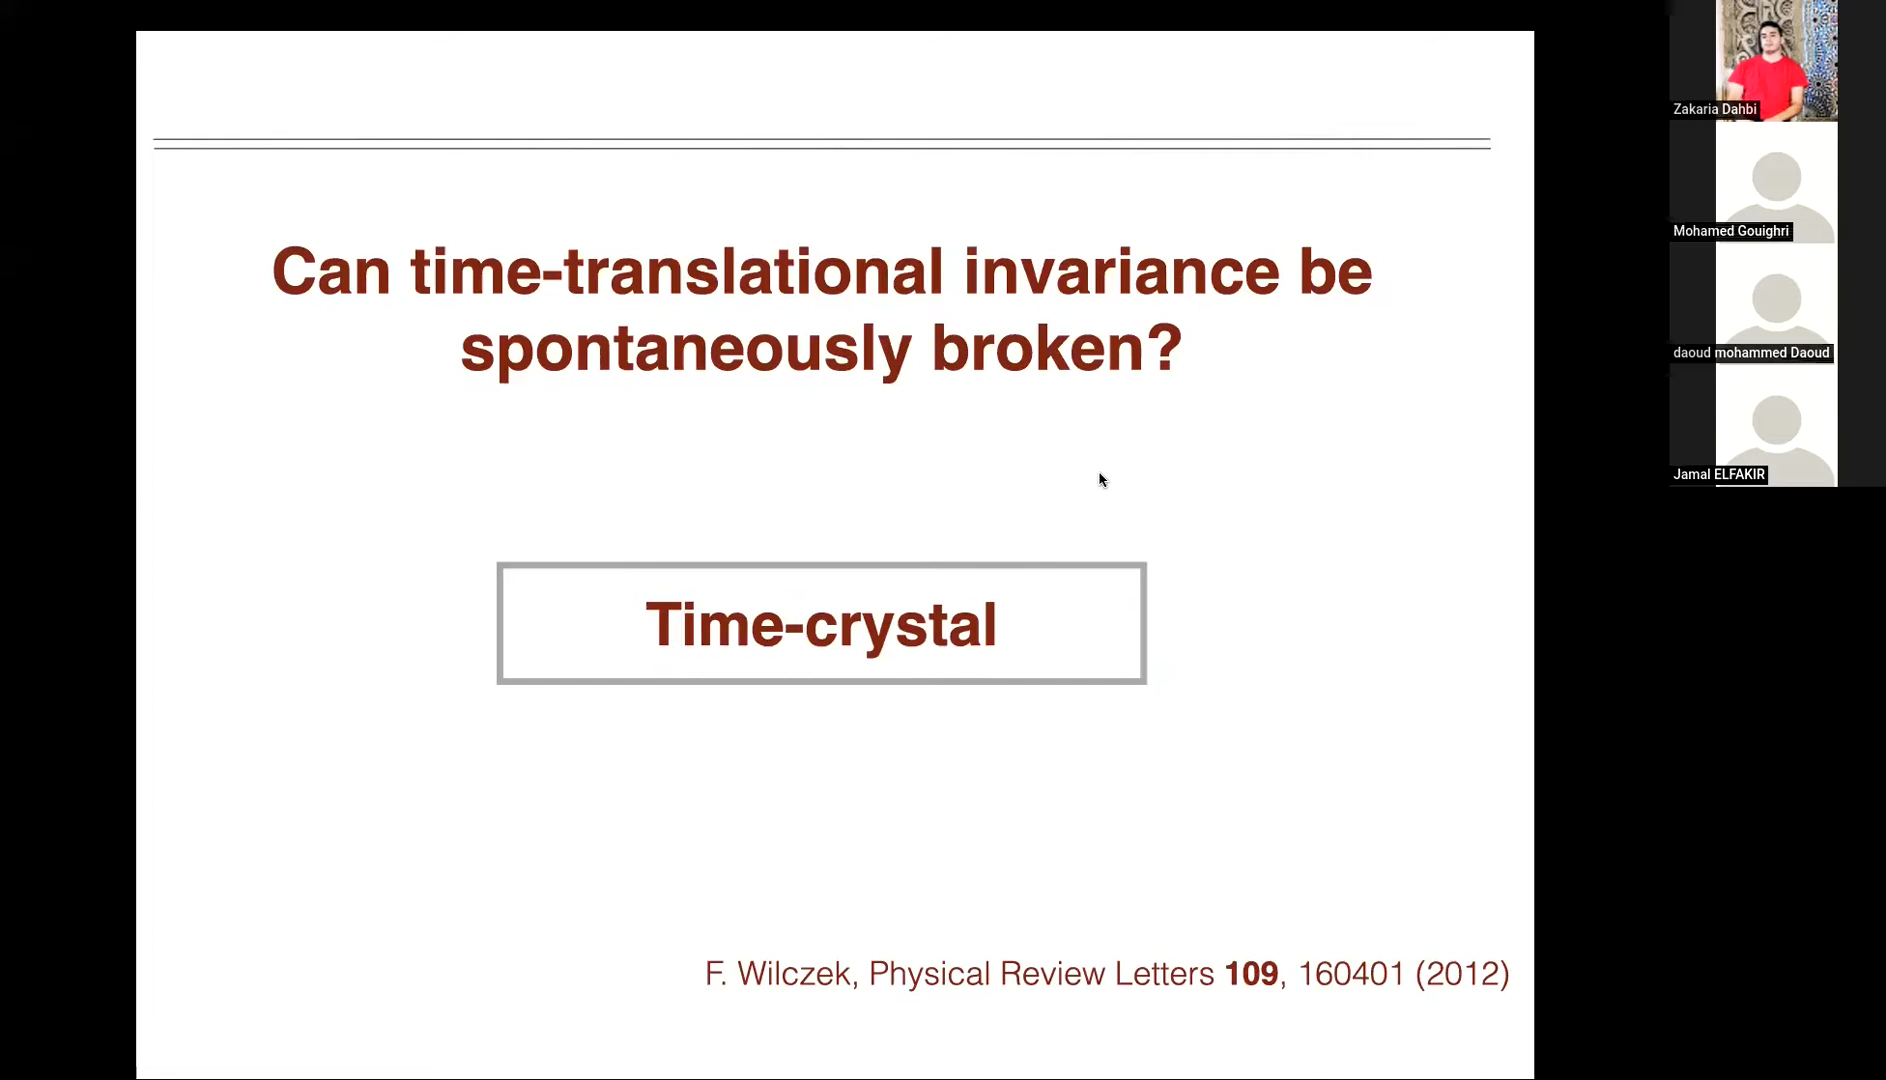 Can time-translational invariance be
spontaneously broken?
Time-crystal
F. Wilczek, Physical Review Letters 109, 160401 (2012)
Zakaria Dahbi
Mohamed Gouighri
daoud mohammed Daoud
Jamal ELFAKIR